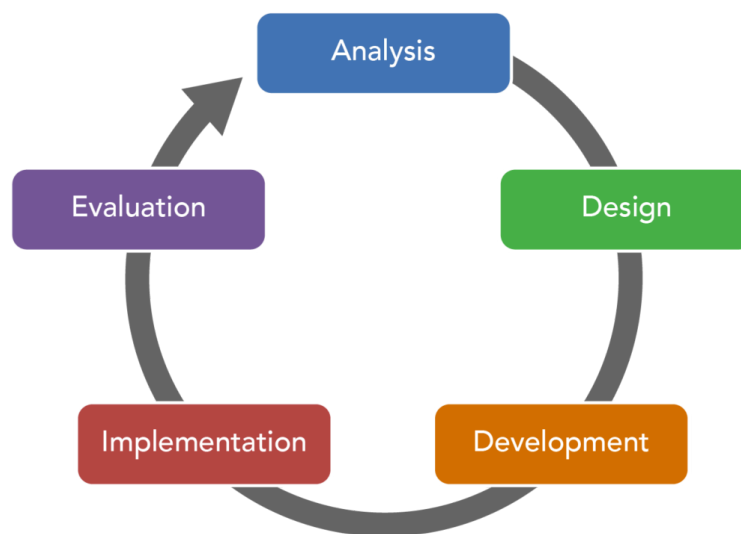 Analysis
Design
Development
Implementation
Evaluation